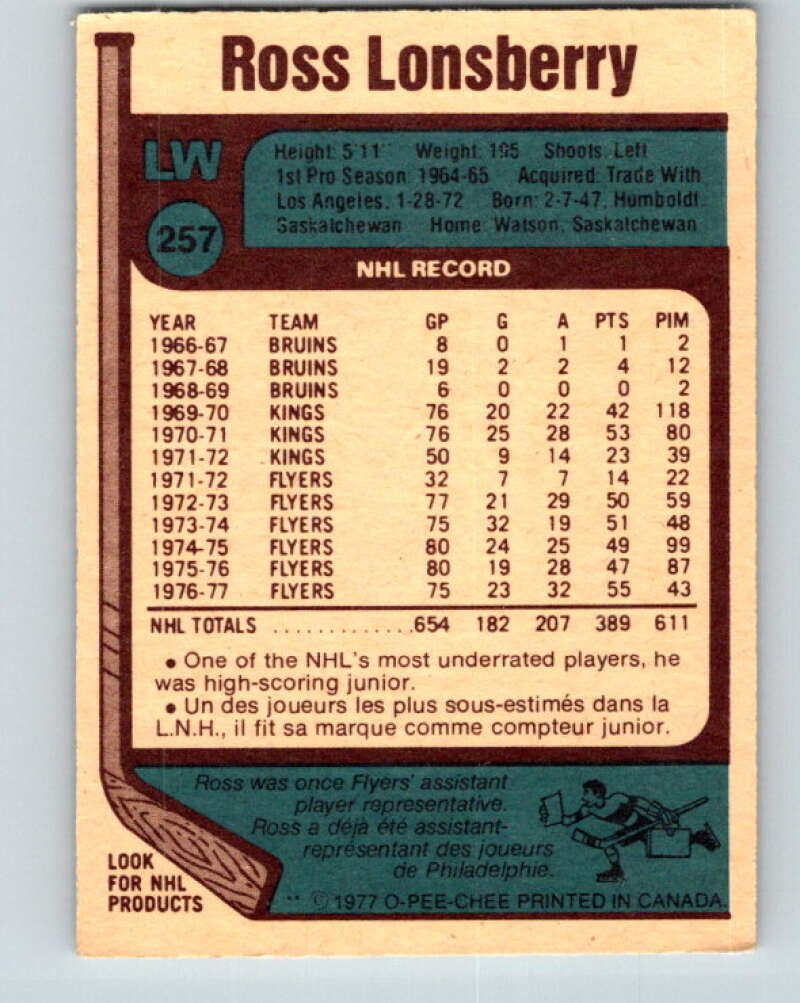 Ross Lonsberry
LW
257
Height: 5'11" Weight: 195 Shoots: Left
1st Pro Season: 1964-65 Acquired: Trade With
Los Angeles, 1-28-72 Born: 2-7-47, Humboldt,
Saskatchewan Home: Watson, Saskatchewan
NHL RECORD
YEAR TEAM GP G A PTS PIM
1966-67 BRUINS 8 0 1 1 2
1967-68 BRUINS 19 2 2 4 12
1968-69 BRUINS 6 0 0 0 2
1969-70 KINGS 76 20 22 42 118
1970-71 KINGS 76 25 28 53 80
1971-72 KINGS 50 9 14 23 39
1971-72 FLYERS 32 7 7 14 22
1972-73 FLYERS 77 21 29 50 59
1973-74 FLYERS 75 32 19 51 48
1974-75 FLYERS 80 24 25 49 99
1975-76 FLYERS 80 19 28 47 87
1976-77 FLYERS 75 23 32 55 43
NHL TOTALS .............654 182 207 389 611
• One of the NHL's most underrated players, he
was high-scoring junior.
• Un des joueurs les plus sous-estimés dans la
L.N.H., il fit sa marque comme compteur junior.
Ross was once Flyers' assistant
player representative.
Ross a déjà été assistant-
représentant des joueurs
de Philadelphie.
LOOK
FOR NHL
PRODUCTS
** © 1977 O-PEE-CHEE PRINTED IN CANADA.